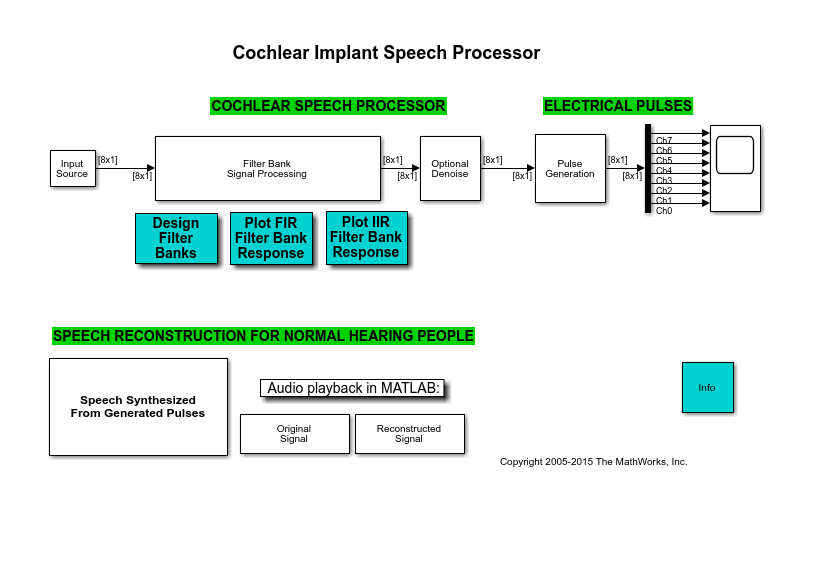 Cochlear Implant Speech Processor
COCHLEAR SPEECH PROCESSOR
ELECTRICAL PULSES
Input
Source
[8x1]
[8x1]
Filter Bank
Signal Processing
[8x1]
[8x1]
Optional
Denoise
[8x1]
[8x1]
Pulse
Generation
[8x1]
[8x1]
Ch7
Ch6
Ch5
Ch4
Ch3
Ch2
Ch1
Ch0
Design
Filter
Banks
Plot FIR
Filter Bank
Response
Plot IIR
Filter Bank
Response
SPEECH RECONSTRUCTION FOR NORMAL HEARING PEOPLE
Speech Synthesized
From Generated Pulses
Audio playback in MATLAB:
Original
Signal
Reconstructed
Signal
Info
Copyright 2005-2015 The MathWorks, Inc.